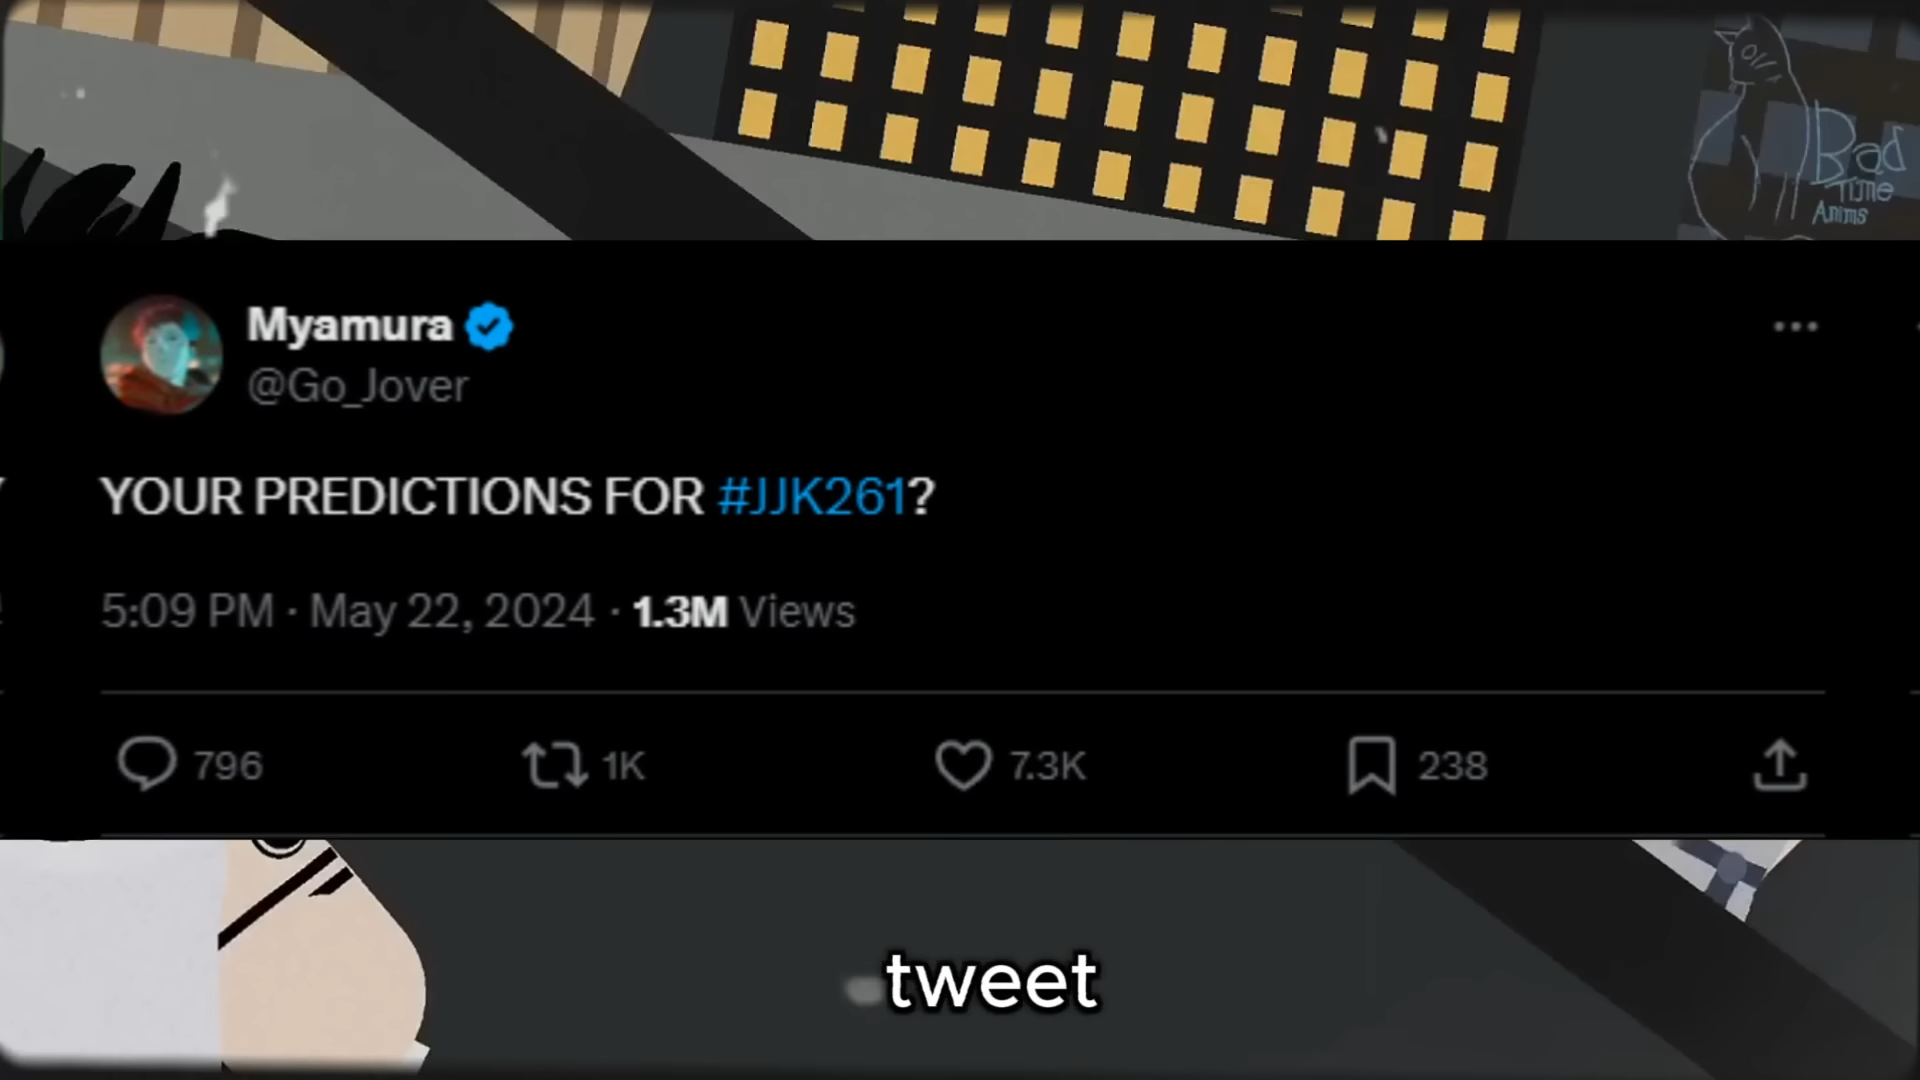 Bad
Time
Anims
Myamura
@Go_Jover
YOUR PREDICTIONS FOR #JJK261?
5:09 PM · May 22, 2024 · 1.3M Views
796 1K 7.3K 238
tweet